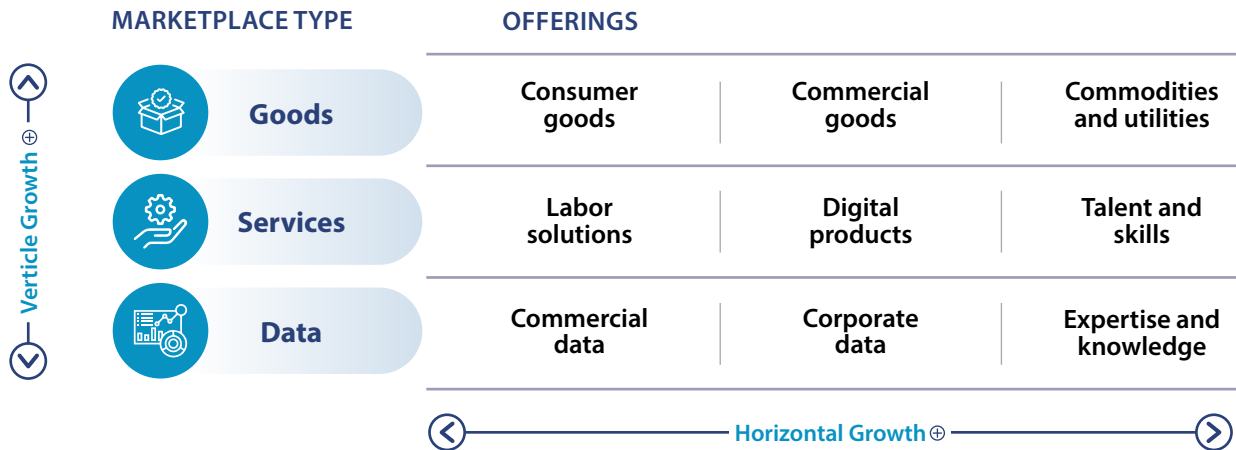 MARKETPLACE TYPE
OFFERINGS
Verticle Growth ⊕
Goods
Consumer
goods
Commercial
goods
Commodities
and utilities
Services
Labor
solutions
Digital
products
Talent and
skills
Data
Commercial
data
Corporate
data
Expertise and
knowledge
Horizontal Growth ⊕